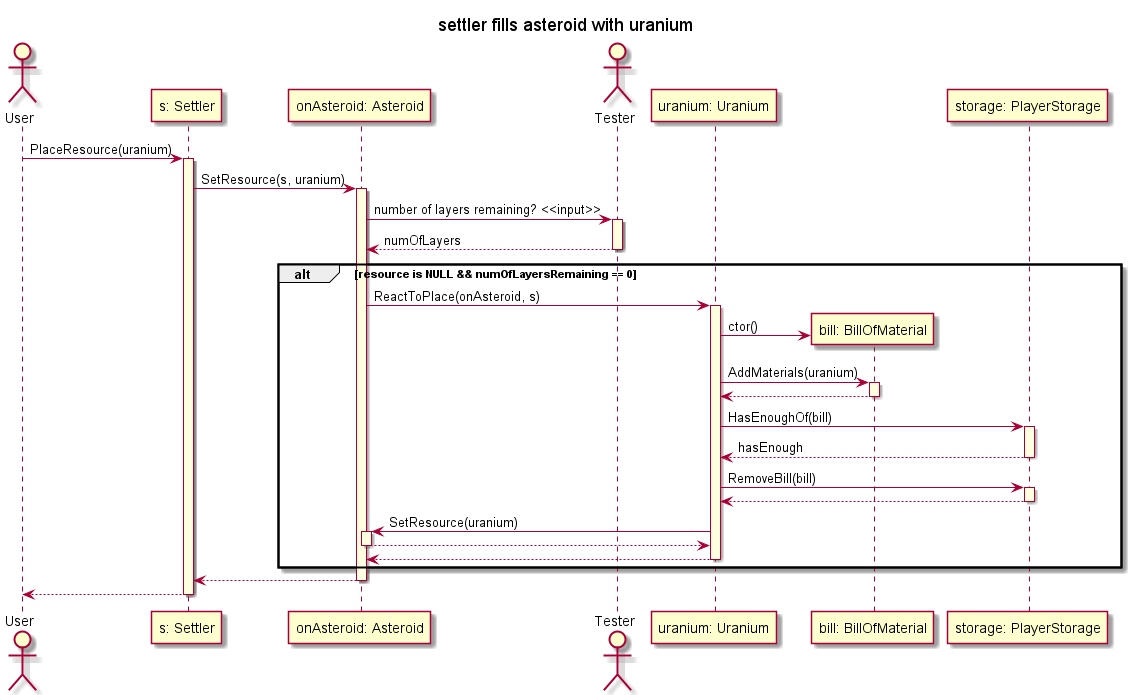 settler fills asteroid with uranium
User
s: Settler
onAsteroid: Asteroid
Tester
uranium: Uranium
storage: PlayerStorage
PlaceResource(uranium)
SetResource(s, uranium)
number of layers remaining? <<input>>
numOfLayers
alt
[resource is NULL && numOfLayersRemaining == 0]
ReactToPlace(onAsteroid, s)
ctor()
bill: BillOfMaterial
AddMaterials(uranium)
HasEnoughOf(bill)
hasEnough
RemoveBill(bill)
SetResource(uranium)
User
s: Settler
onAsteroid: Asteroid
Tester
uranium: Uranium
bill: BillOfMaterial
storage: PlayerStorage